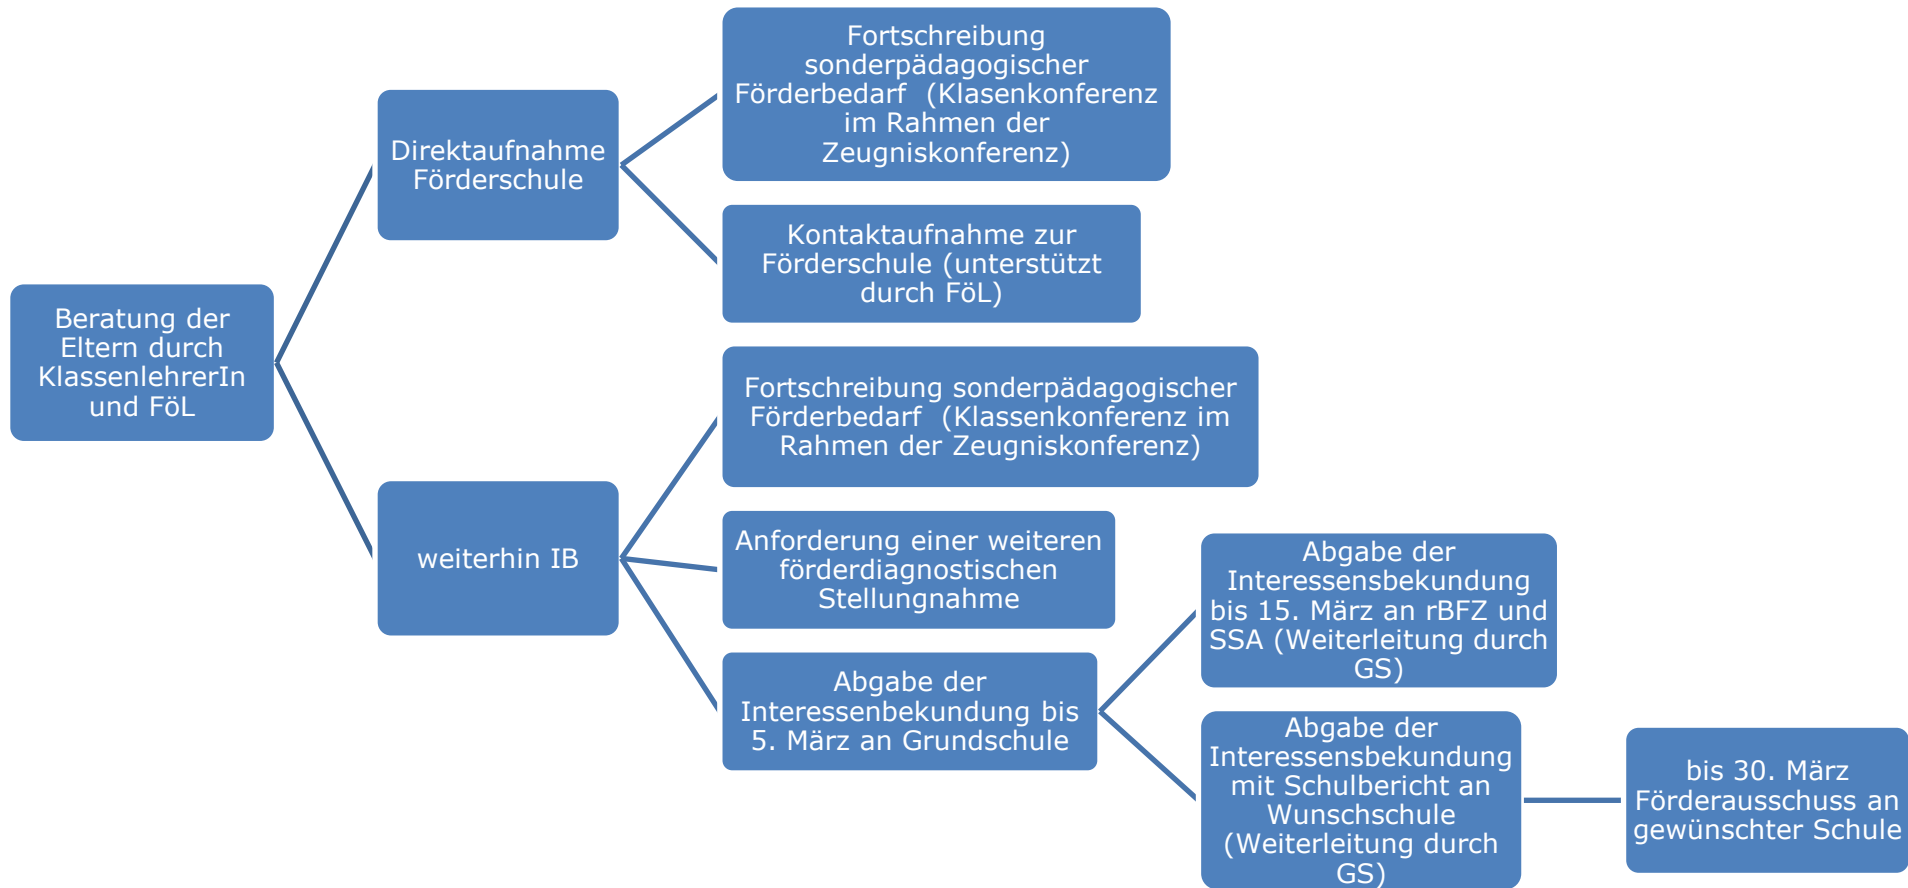 Beratung der
Eltern durch
KlassenlehrerIn
und FöL
Direktaufnahme
Förderschule
Fortschreibung
sonderpädagogischer
Förderbedarf  (Klasenkonferenz
im Rahmen der
Zeugniskonferenz)
Kontaktaufnahme zur
Förderschule (unterstützt
durch FöL)
weiterhin IB
Fortschreibung sonderpädagogischer
Förderbedarf  (Klassenkonferenz im
Rahmen der Zeugniskonferenz)
Anforderung einer weiteren
förderdiagnostischen
Stellungnahme
Abgabe der
Interessenbekundung bis
5. März an Grundschule
Abgabe der
Interessensbekundung
bis 15. März an rBFZ und
SSA (Weiterleitung durch
GS)
Abgabe der
Interessensbekundung
mit Schulbericht an
Wunschschule
(Weiterleitung durch
GS)
bis 30. März
Förderausschuss an
gewünschter Schule